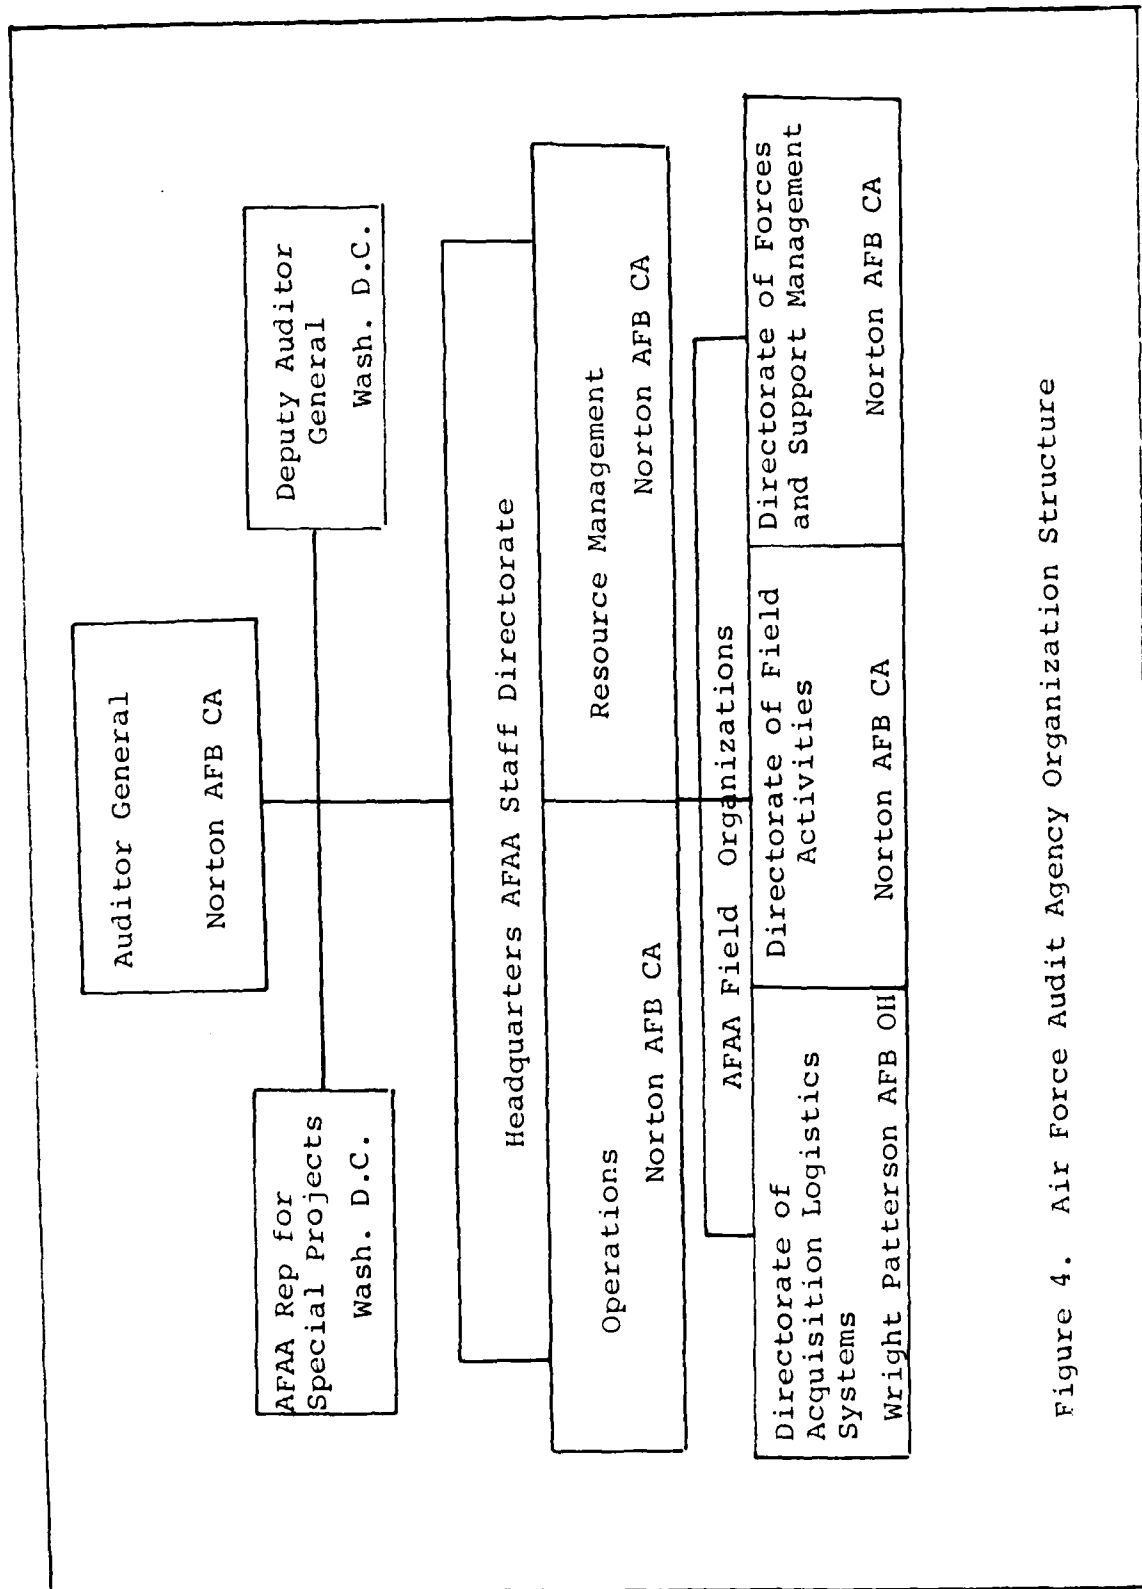 Auditor General
Norton AFB CA
AFAA Rep for
Special Projects
Wash. D.C.
Deputy Auditor
General
Wash. D.C.
Headquarters AFAA Staff Directorate
Operations
Norton AFB CA
Resource Management
Norton AFB CA
AFAA Field Organizations
Directorate of
Acquisition Logistics
Systems
Wright Patterson AFB OH
Directorate of Field
Activities
Norton AFB CA
Directorate of Forces
and Support Management
Norton AFB CA
Figure 4. Air Force Audit Agency Organization Structure